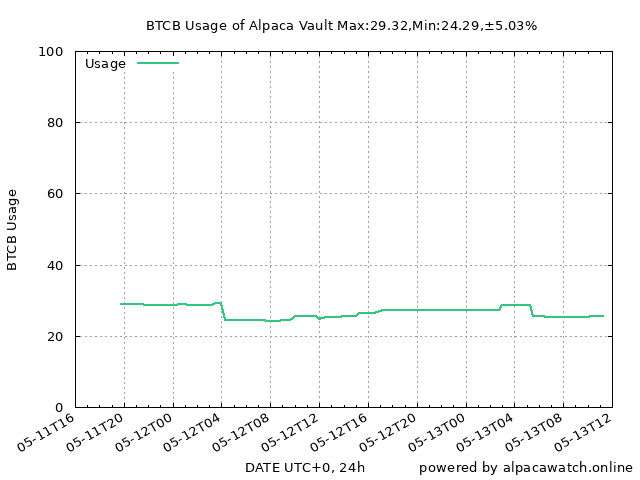 BTCB Usage of Alpaca Vault Max:29.32,Min:24.29,±5.03%
Usage
100
80
60
40
20
0
BTCB Usage
05-11T16
05-11T20
05-12T00
05-12T04
05-12T08
05-12T12
05-12T16
05-12T20
05-13T00
05-13T04
05-13T08
05-13T12
DATE UTC+0, 24h
powered by alpacawatch.online